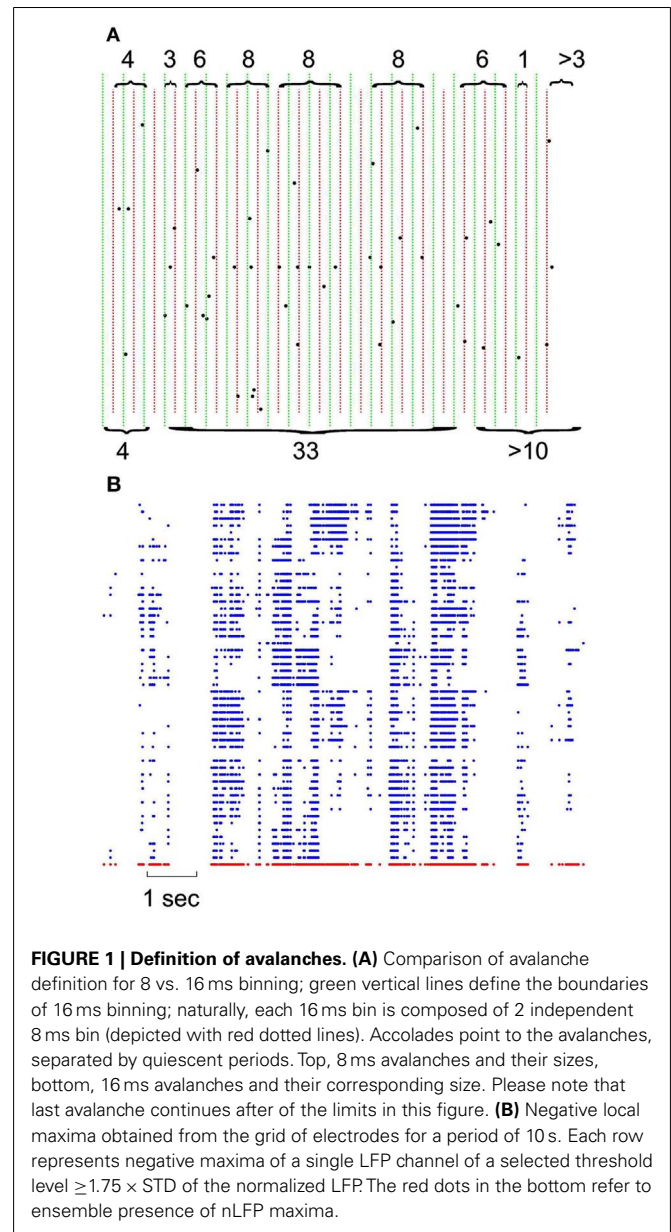 A
4 3 6 8 8 8 6 1 >3
4 33 >10
B
1 sec
FIGURE 1 | Definition of avalanches. (A) Comparison of avalanche
definition for 8 vs. 16 ms binning; green vertical lines define the boundaries
of 16 ms binning; naturally, each 16 ms bin is composed of 2 independent
8 ms bin (depicted with red dotted lines). Accolades point to the avalanches,
separated by quiescent periods. Top, 8 ms avalanches and their sizes,
bottom, 16 ms avalanches and their corresponding size. Please note that
last avalanche continues after of the limits in this figure. (B) Negative local
maxima obtained from the grid of electrodes for a period of 10 s. Each row
represents negative maxima of a single LFP channel of a selected threshold
level ≥1.75 × STD of the normalized LFP. The red dots in the bottom refer to
ensemble presence of nLFP maxima.